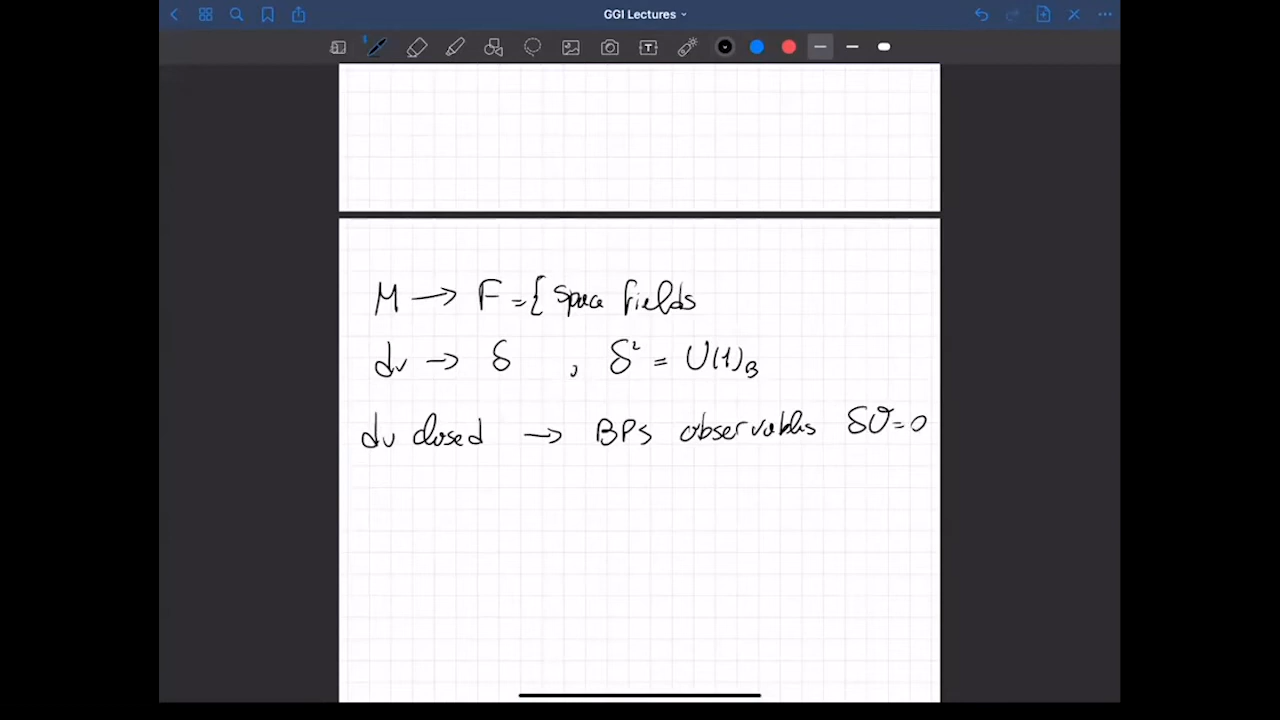 GGI Lectures
T
M → F = { Space fields
dv → δ , δ² = U(1)_B
dv closed → BPS observables δO = 0